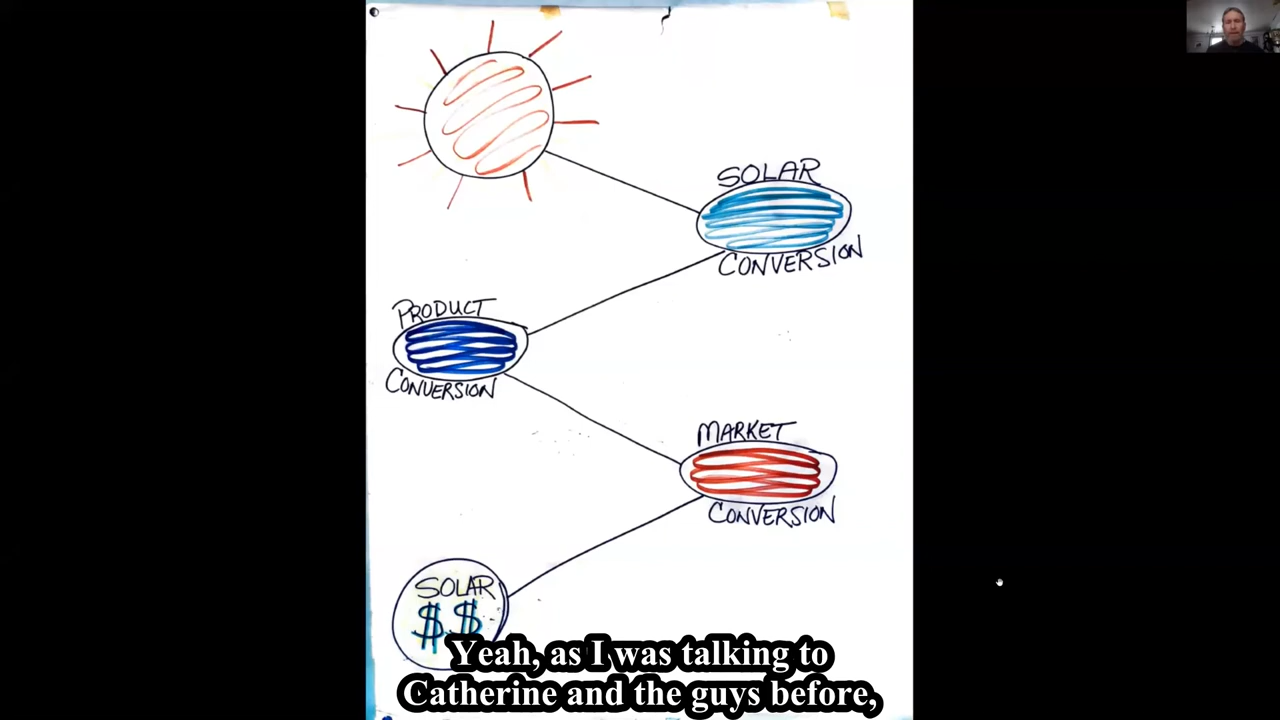 SOLAR
CONVERSION
PRODUCT
CONVERSION
MARKET
CONVERSION
SOLAR
$$
Yeah, as I was talking to
Catherine and the guys before,